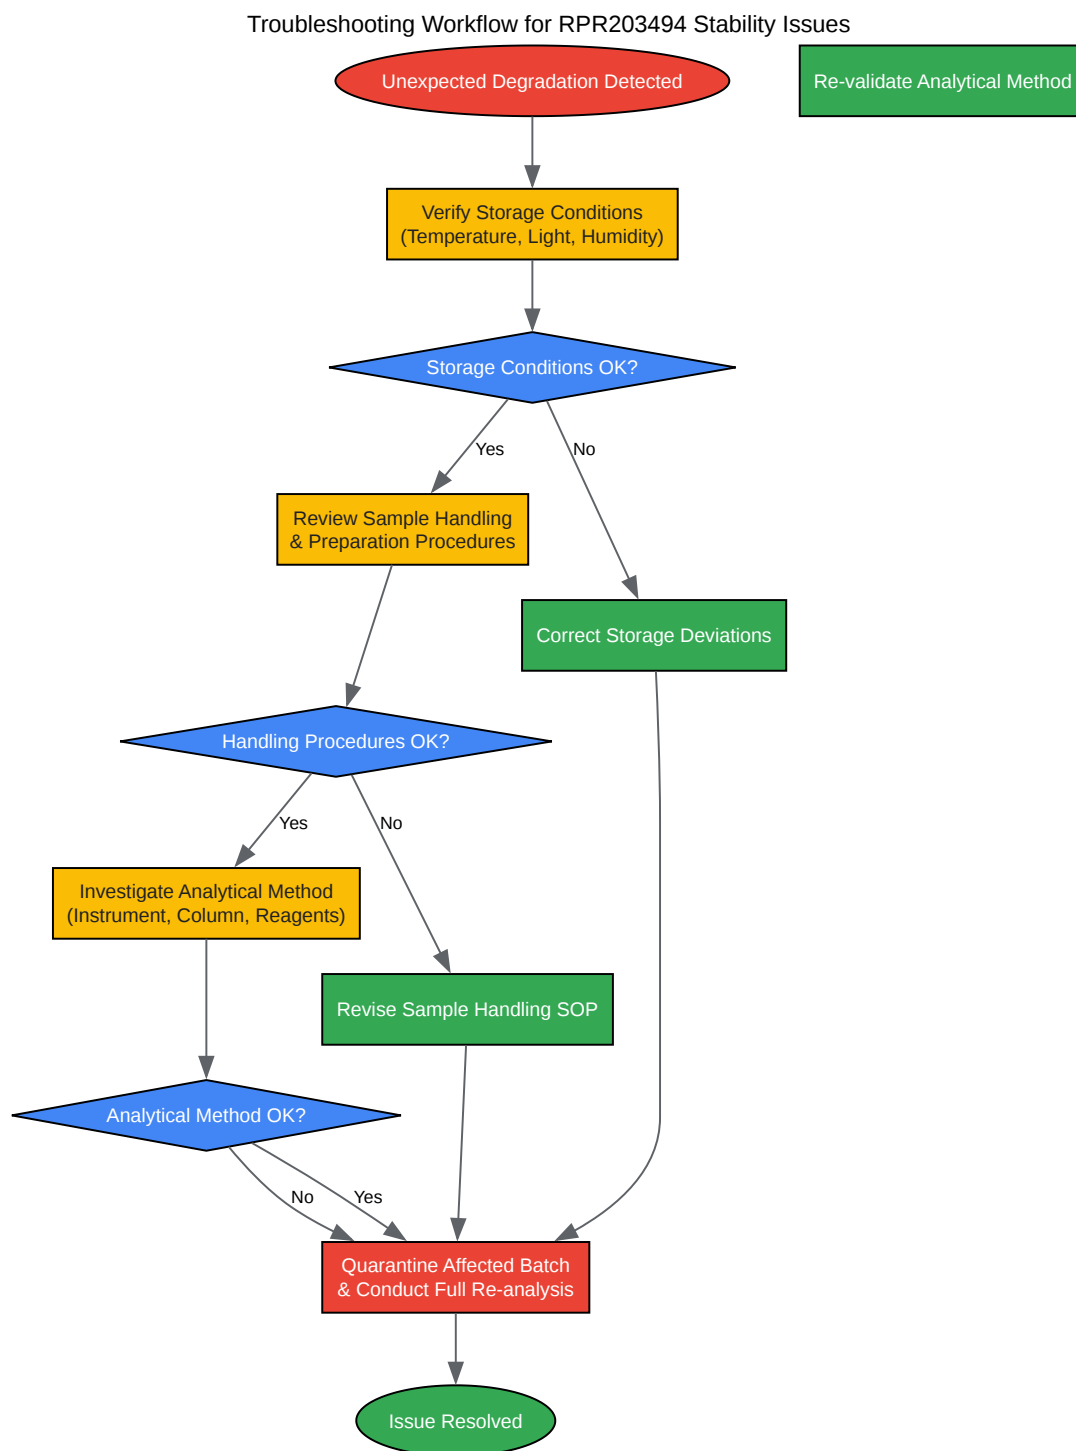 Troubleshooting Workflow for RPR203494 Stability Issues
Unexpected Degradation Detected
Re-validate Analytical Method
Verify Storage Conditions
(Temperature, Light, Humidity)
Storage Conditions OK?
Yes
No
Review Sample Handling
& Preparation Procedures
Correct Storage Deviations
Handling Procedures OK?
Yes
No
Investigate Analytical Method
(Instrument, Column, Reagents)
Revise Sample Handling SOP
Analytical Method OK?
No
Yes
Quarantine Affected Batch
& Conduct Full Re-analysis
Issue Resolved